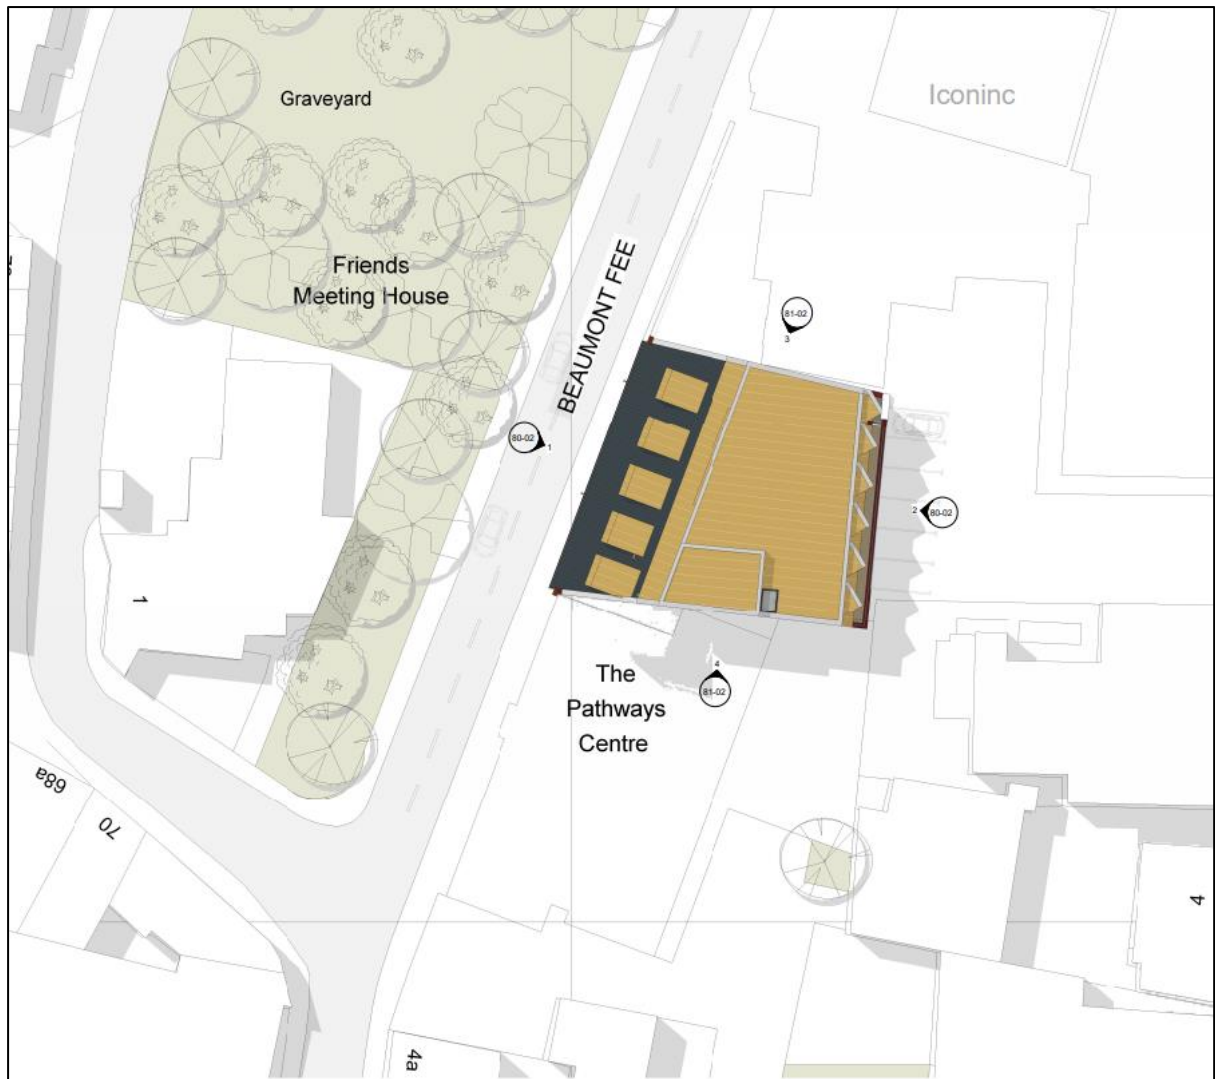 Iconinc
Graveyard
Friends
Meeting House
BEAUMONT FEE
81-02
3
80-02
1
2
80-02
1
The
Pathways
Centre
4
81-02
68a
70
4
4a